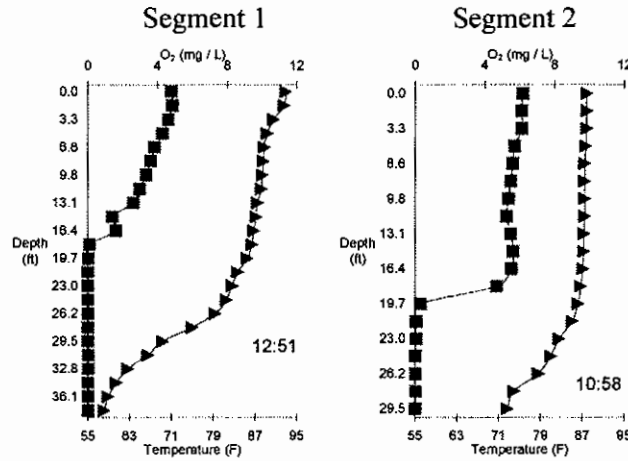 Segment 1
O2 (mg / L)
0 4 8 12
0.0
3.3
6.6
9.8
13.1
16.4
Depth
(ft)
19.7
23.0
26.2
29.5
32.8
36.1
12:51
55 63 71 79 87 95
Temperature (F)
Segment 2
O2 (mg / L)
0 4 8 12
0.0
3.3
6.6
9.8
13.1
16.4
Depth
(ft)
19.7
23.0
26.2
29.5
10:58
55 63 71 79 87 95
Temperature (F)